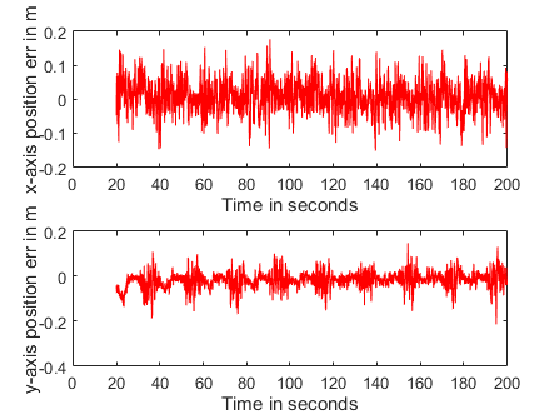 x-axis position err in m
0.2
0.1
0
-0.1
-0.2
0 20 40 60 80 100 120 140 160 180 200
Time in seconds
y-axis position err in m
0.2
0
-0.2
-0.4
0 20 40 60 80 100 120 140 160 180 200
Time in seconds